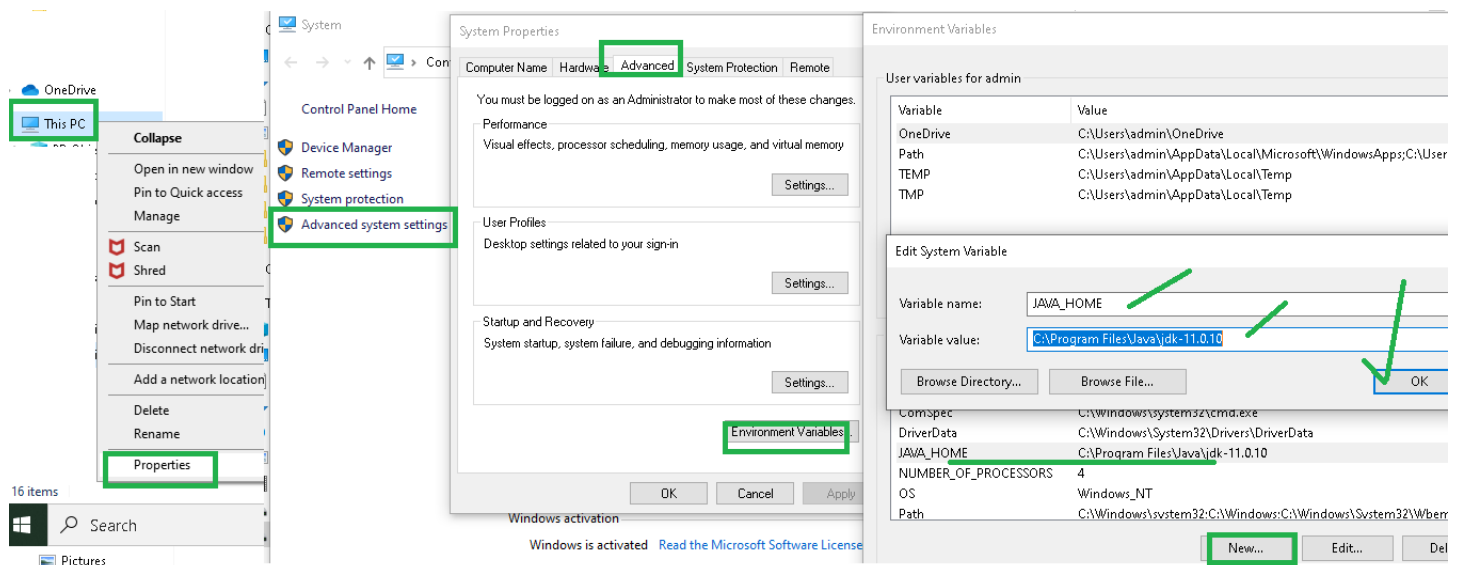 OneDrive
This PC
Collapse
Open in new window
Pin to Quick access
Manage
Scan
Shred
Pin to Start
Map network drive...
Disconnect network dri
Add a network location
Delete
Rename
Properties
16 items
Search
Pictures
System
Con
Control Panel Home
Device Manager
Remote settings
System protection
Advanced system settings
System Properties
Computer Name Hardware Advanced System Protection Remote
You must be logged on as an Administrator to make most of these changes.
Performance
Visual effects, processor scheduling, memory usage, and virtual memory
Settings...
User Profiles
Desktop settings related to your sign-in
Settings...
Startup and Recovery
System startup, system failure, and debugging information
Settings...
Environment Variables...
OK Cancel Apply
Windows activation
Windows is activated Read the Microsoft Software License
Environment Variables
User variables for admin
Variable Value
OneDrive C:\Users\admin\OneDrive
Path C:\Users\admin\AppData\Local\Microsoft\WindowsApps;C:\User
TEMP C:\Users\admin\AppData\Local\Temp
TMP C:\Users\admin\AppData\Local\Temp
Edit System Variable
Variable name: JAVA_HOME
Variable value: C:\Program Files\Java\jdk-11.0.10
Browse Directory... Browse File... OK
ComSpec C:\Windows\system32\cmd.exe
DriverData C:\Windows\System32\Drivers\DriverData
JAVA_HOME C:\Program Files\Java\jdk-11.0.10
NUMBER_OF_PROCESSORS 4
OS Windows_NT
Path C:\Windows\system32;C:\Windows;C:\Windows\System32\Wbem
New... Edit... Del